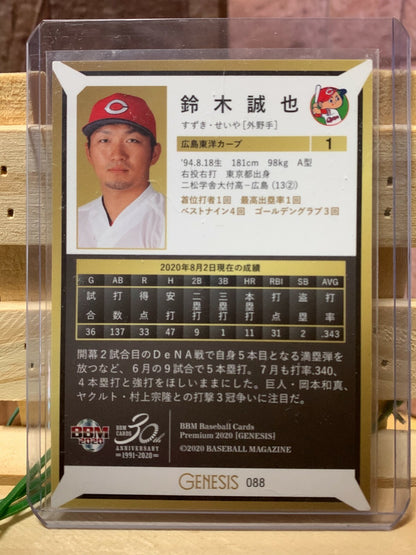 鈴木誠也
すずき・せいや[外野手]
広島東洋カープ 1
'94.8.18生 181cm 98kg A型
右投右打 東京都出身
二松学舎大付高－広島(13②)
首位打者1回 最高出塁率1回
ベストナイン4回 ゴールデングラブ3回
2020年8月2日現在の成績
G AB R H 2B 3B HR RBI SB AVG
試合 打数 得点 安打 二塁打 三塁打 本塁打 打点 盗塁 打率
36 137 33 47 9 1 11 27 2 .343
開幕2試合目のDeNA戦で自身5本目となる満塁弾
を放つなど、6月の9試合で5本塁打。7月も打率.340、
4本塁打と強打をほしいままにした。巨人・岡本和真、
ヤクルト・村上宗隆との打撃3冠争いに注目だ。
BBM
2020
BBM CARDS
30th
ANNIVERSARY
1991-2020
BBM Baseball Cards
Premium 2020 [GENESIS]
©2020 BASEBALL MAGAZINE
GENESIS 088